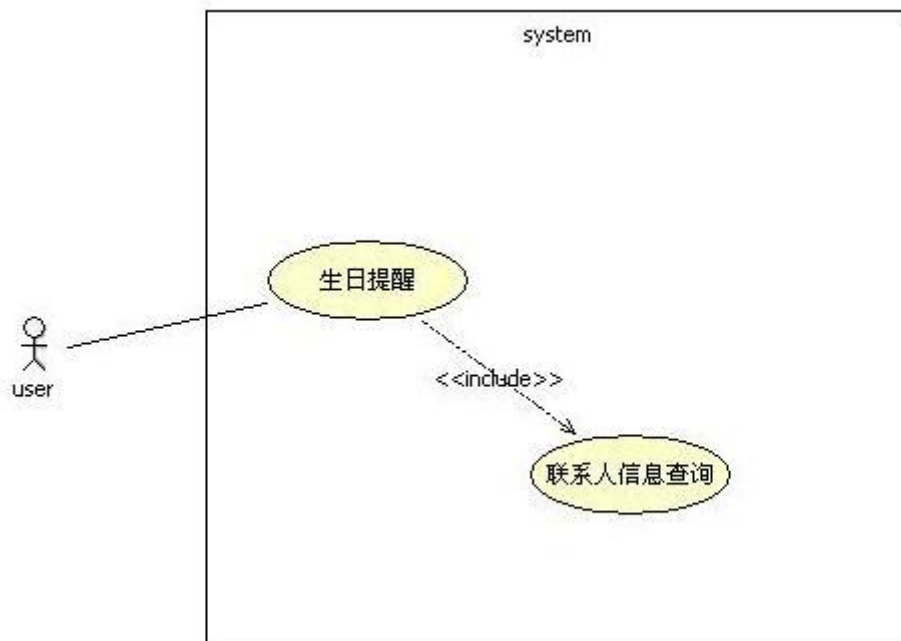 system
生日提醒
user
<<include>>
联系人信息查询